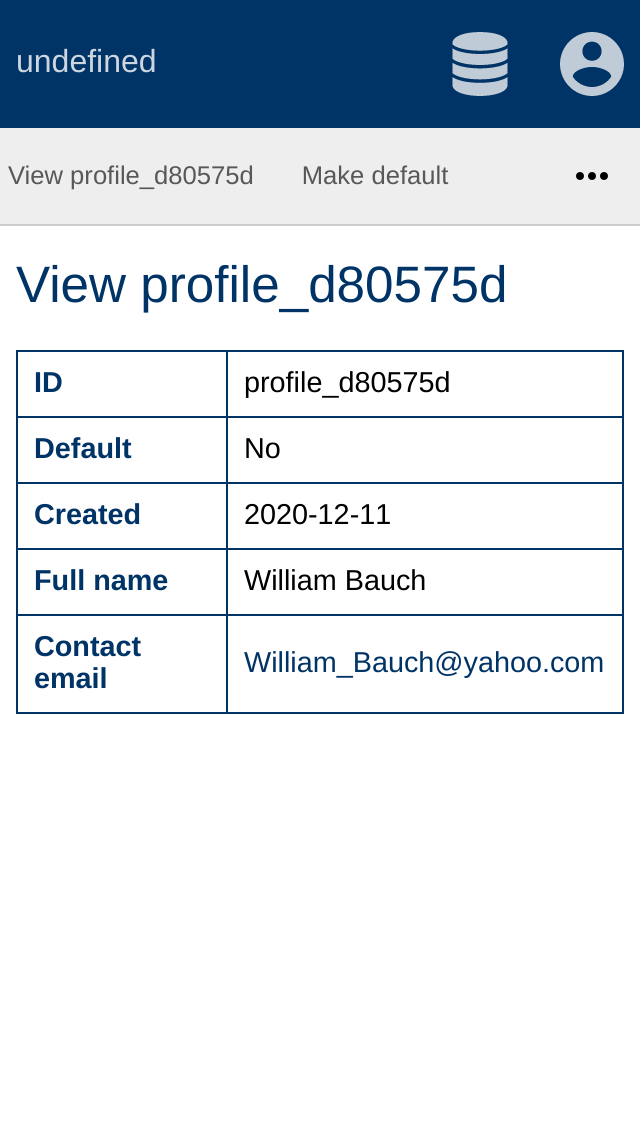 undefined
View profile_d80575d Make default
View profile_d80575d
ID profile_d80575d
Default No
Created 2020-12-11
Full name William Bauch
Contact
email William_Bauch@yahoo.com